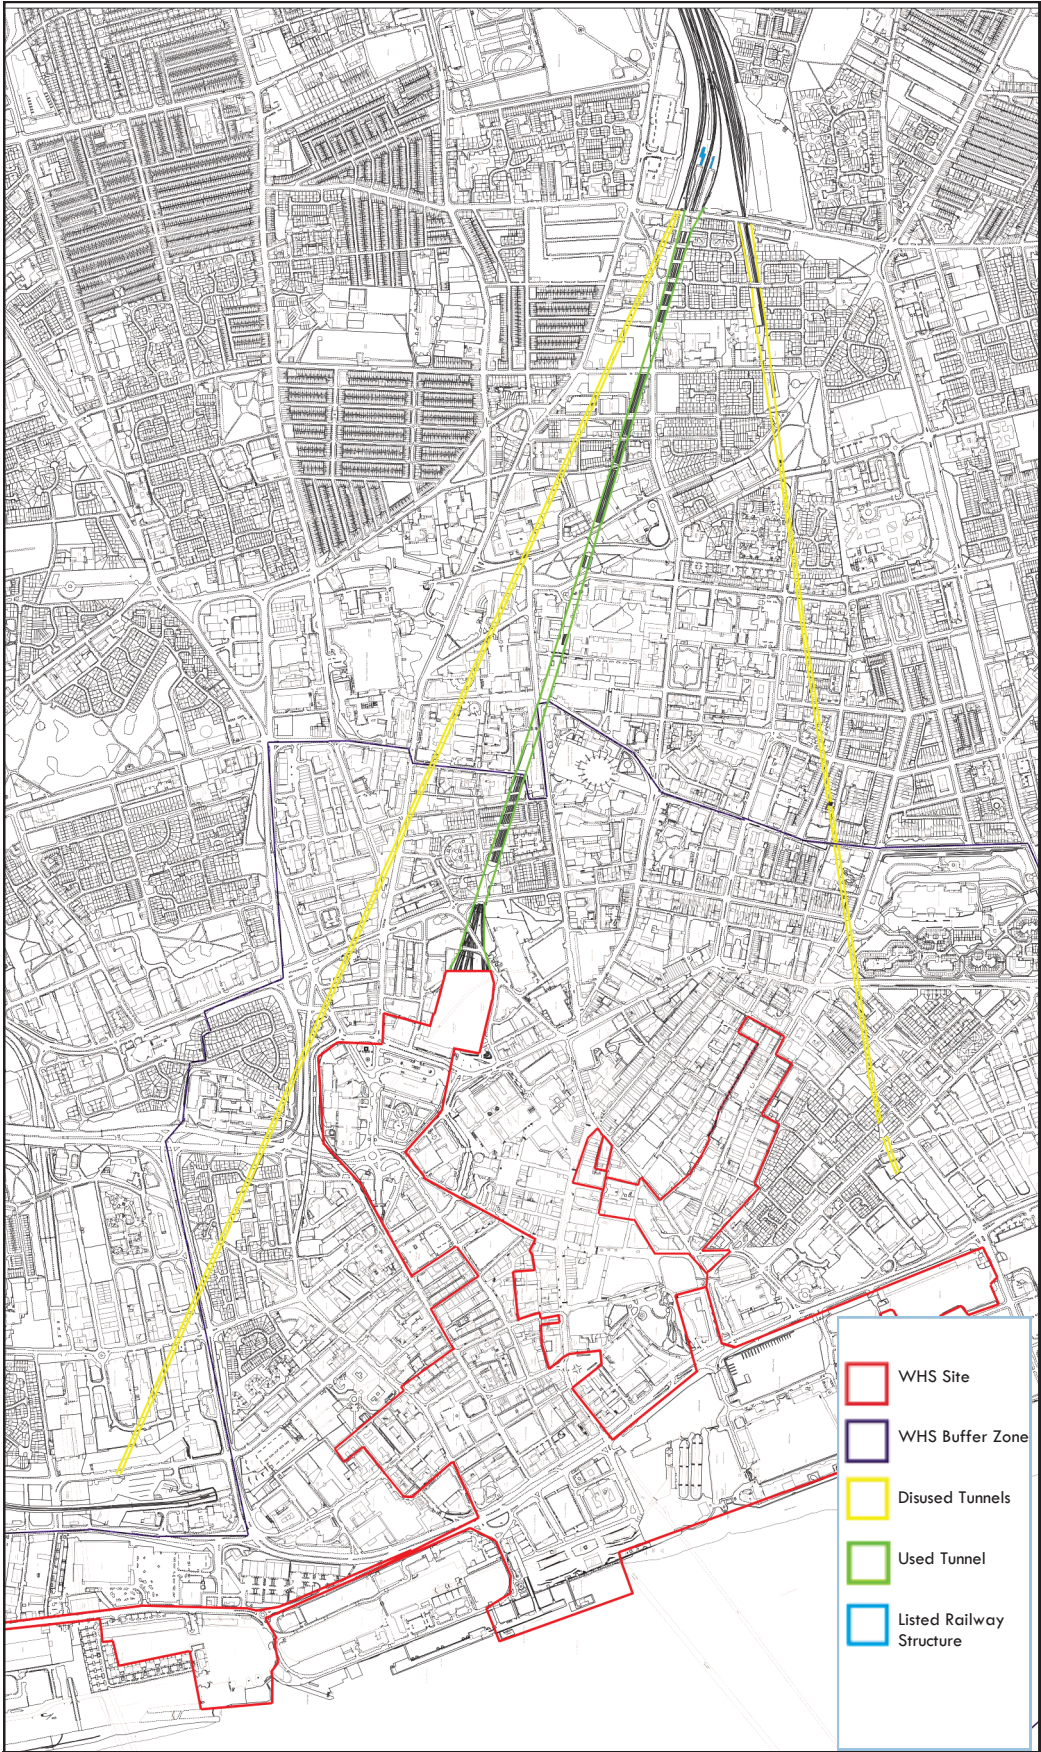 WHS Site
WHS Buffer Zone
Disused Tunnels
Used Tunnel
Listed Railway
Structure